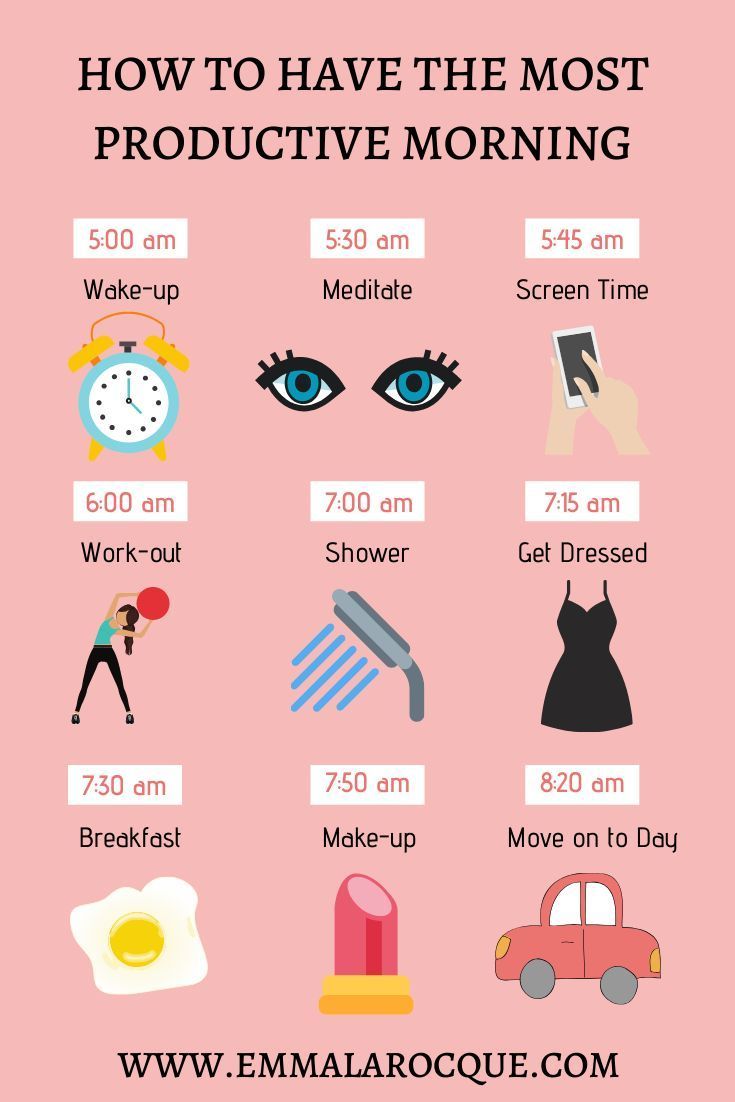 HOW TO HAVE THE MOST
PRODUCTIVE MORNING
5:00 am
Wake-up
5:30 am
Meditate
5:45 am
Screen Time
6:00 am
Work-out
7:00 am
Shower
7:15 am
Get Dressed
7:30 am
Breakfast
7:50 am
Make-up
8:20 am
Move on to Day
WWW.EMMALAROCQUE.COM